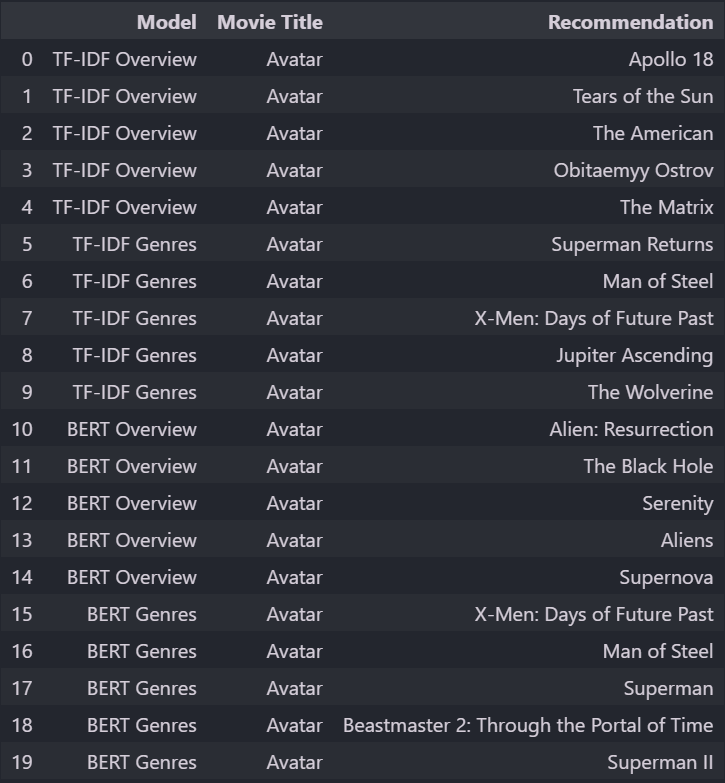 Model Movie Title Recommendation
0 TF-IDF Overview Avatar Apollo 18
1 TF-IDF Overview Avatar Tears of the Sun
2 TF-IDF Overview Avatar The American
3 TF-IDF Overview Avatar Obitaemyy Ostrov
4 TF-IDF Overview Avatar The Matrix
5 TF-IDF Genres Avatar Superman Returns
6 TF-IDF Genres Avatar Man of Steel
7 TF-IDF Genres Avatar X-Men: Days of Future Past
8 TF-IDF Genres Avatar Jupiter Ascending
9 TF-IDF Genres Avatar The Wolverine
10 BERT Overview Avatar Alien: Resurrection
11 BERT Overview Avatar The Black Hole
12 BERT Overview Avatar Serenity
13 BERT Overview Avatar Aliens
14 BERT Overview Avatar Supernova
15 BERT Genres Avatar X-Men: Days of Future Past
16 BERT Genres Avatar Man of Steel
17 BERT Genres Avatar Superman
18 BERT Genres Avatar Beastmaster 2: Through the Portal of Time
19 BERT Genres Avatar Superman II